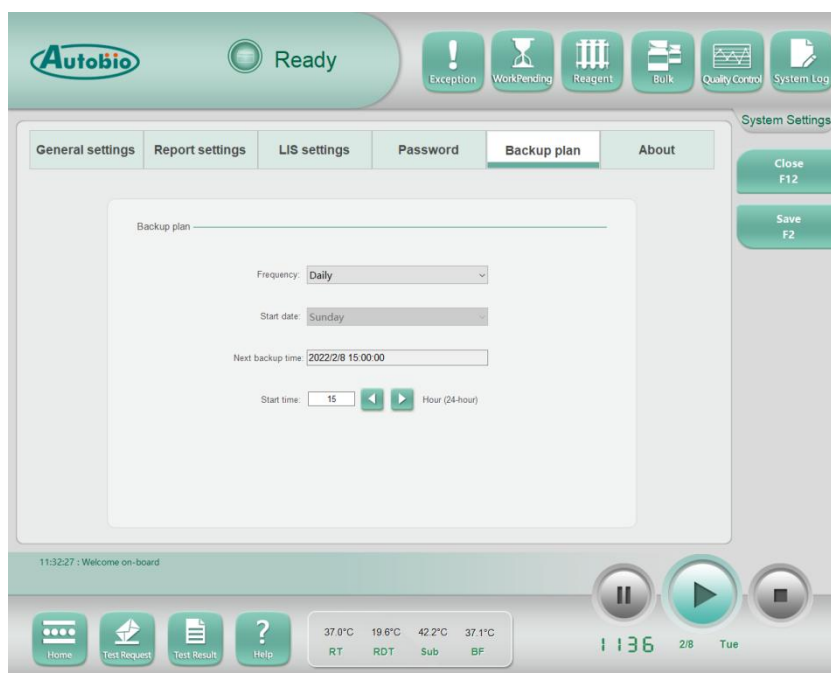 Autobio
Ready
Exception
WorkPending
Reagent
Bulk
Quality Control
System Log
System Settings
General settings
Report settings
LIS settings
Password
Backup plan
About
Close
F12
Save
F2
Backup plan
Frequency: Daily
Start date: Sunday
Next backup time: 2022/2/8 15:00:00
Start time: 15 Hour (24-hour)
11:32:27 : Welcome on-board
Home
Test Request
Test Result
? Help
37.0°C 19.6°C 42.2°C 37.1°C
RT RDT Sub BF
1136 2/8 Tue